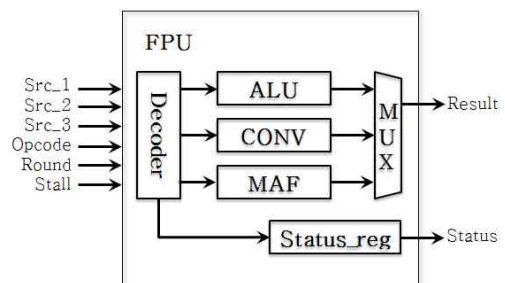 FPU
Src_1
Src_2
Src_3
Opcode
Round
Stall
Decoder
ALU
CONV
MAF
MUX
Result
Status_reg
Status